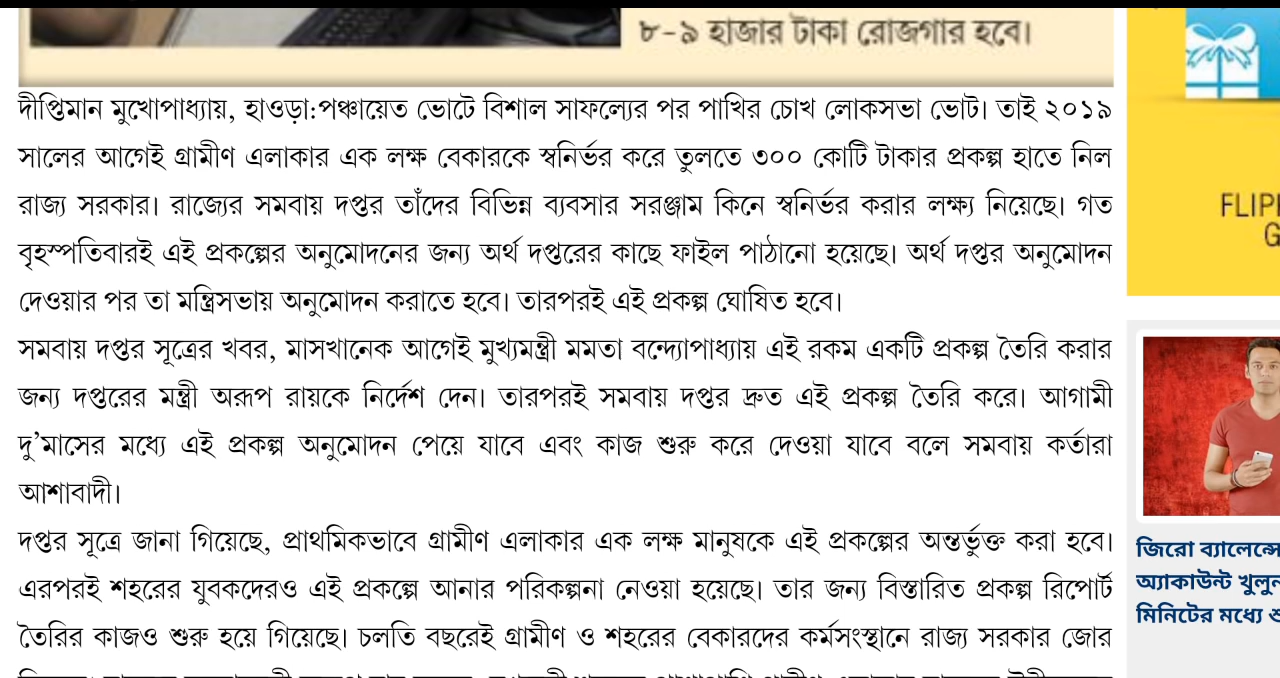 ৮-৯ হাজার টাকা রোজগার হবে।
দীপ্তিমান মুখোপাধ্যায়, হাওড়া:পঞ্চায়েত ভোটে বিশাল সাফল্যের পর পাখির চোখ লোকসভা ভোট। তাই ২০১৯
সালের আগেই গ্রামীণ এলাকার এক লক্ষ বেকারকে স্বনির্ভর করে তুলতে ৩০০ কোটি টাকার প্রকল্প হাতে নিল
রাজ্য সরকার। রাজ্যের সমবায় দপ্তর তাঁদের বিভিন্ন ব্যবসার সরঞ্জাম কিনে স্বনির্ভর করার লক্ষ্য নিয়েছে। গত
বৃহস্পতিবারই এই প্রকল্পের অনুমোদনের জন্য অর্থ দপ্তরের কাছে ফাইল পাঠানো হয়েছে। অর্থ দপ্তর অনুমোদন
দেওয়ার পর তা মন্ত্রিসভায় অনুমোদন করাতে হবে। তারপরই এই প্রকল্প ঘোষিত হবে।
সমবায় দপ্তর সূত্রের খবর, মাসখানেক আগেই মুখ্যমন্ত্রী মমতা বন্দ্যোপাধ্যায় এই রকম একটি প্রকল্প তৈরি করার
জন্য দপ্তরের মন্ত্রী অরূপ রায়কে নির্দেশ দেন। তারপরই সমবায় দপ্তর দ্রুত এই প্রকল্প তৈরি করে। আগামী
দু’মাসের মধ্যে এই প্রকল্প অনুমোদন পেয়ে যাবে এবং কাজ শুরু করে দেওয়া যাবে বলে সমবায় কর্তারা
আশাবাদী।
দপ্তর সূত্রে জানা গিয়েছে, প্রাথমিকভাবে গ্রামীণ এলাকার এক লক্ষ মানুষকে এই প্রকল্পের অন্তর্ভুক্ত করা হবে।
এরপরই শহরের যুবকদেরও এই প্রকল্পে আনার পরিকল্পনা নেওয়া হয়েছে। তার জন্য বিস্তারিত প্রকল্প রিপোর্ট
তৈরির কাজও শুরু হয়ে গিয়েছে। চলতি বছরেই গ্রামীণ ও শহরের বেকারদের কর্মসংস্থানে রাজ্য সরকার জোর
FLIP
G
জিরো ব্যালেন্সে
অ্যাকাউন্ট খুলুন
মিনিটের মধ্যে